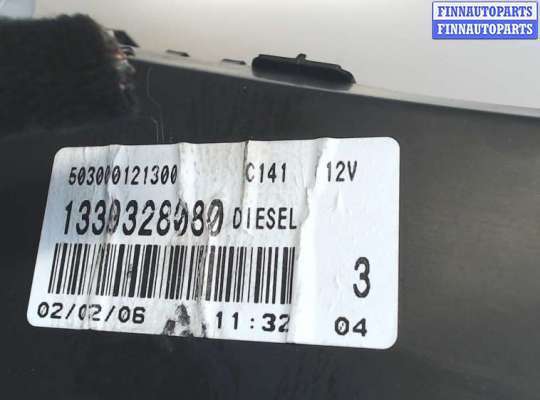 FINNAUTOPARTS
FINNAUTOPARTS
503000121300 C141 12V
1339328080 DIESEL
3
02/02/06 11:32 04